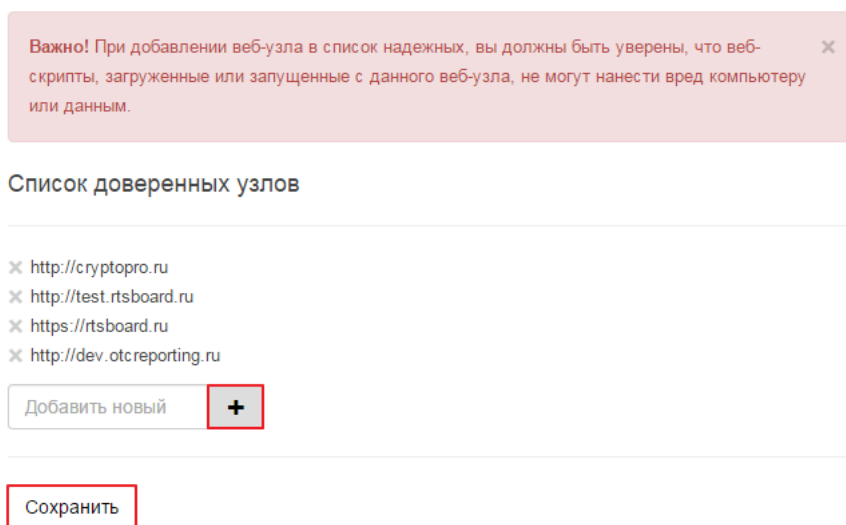 Важно! При добавлении веб-узла в список надежных, вы должны быть уверены, что веб-
скрипты, загруженные или запущенные с данного веб-узла, не могут нанести вред компьютеру
или данным.
Список доверенных узлов
http://cryptopro.ru
http://test.rtsboard.ru
https://rtsboard.ru
http://dev.otcreporting.ru
Добавить новый
Сохранить